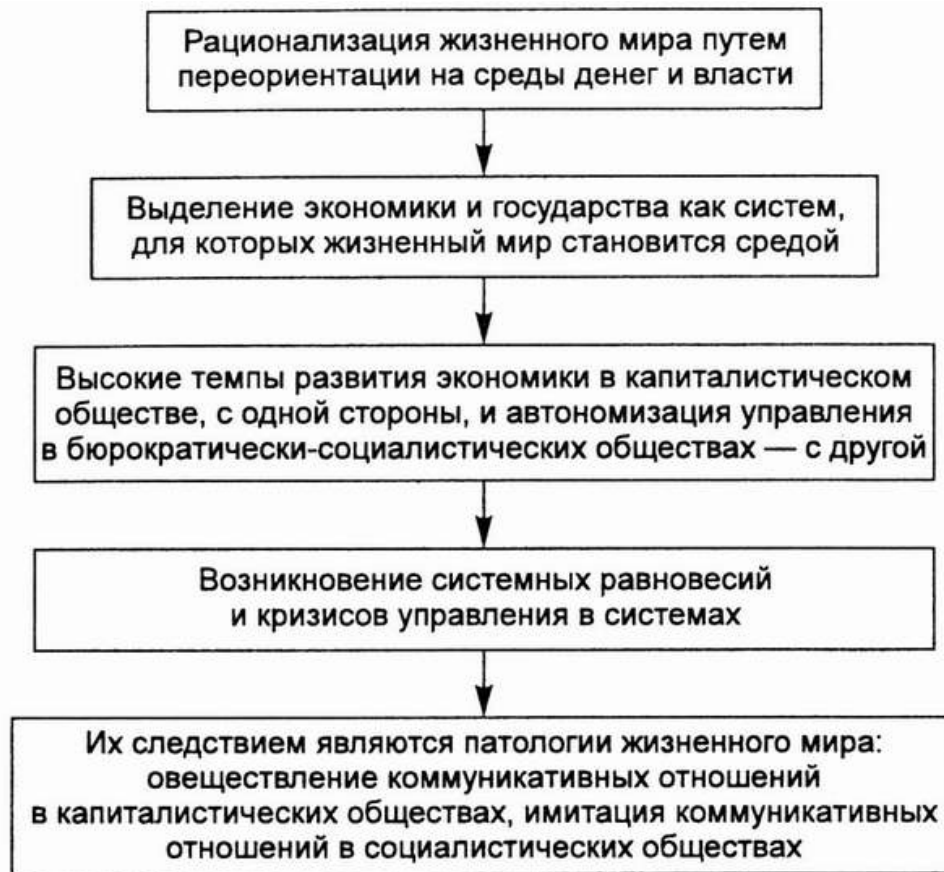 Рационализация жизненного мира путем
переориентации на среды денег и власти
Выделение экономики и государства как систем,
для которых жизненный мир становится средой
Высокие темпы развития экономики в капиталистическом
обществе, с одной стороны, и автономизация управления
в бюрократически-социалистических обществах — с другой
Возникновение системных равновесий
и кризисов управления в системах
Их следствием являются патологии жизненного мира:
овеществление коммуникативных отношений
в капиталистических обществах, имитация коммуникативных
отношений в социалистических обществах